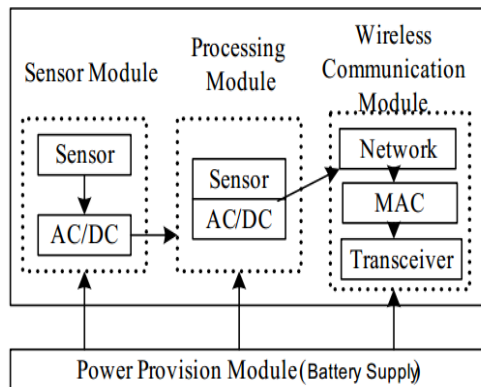 Sensor Module
Processing
Module
Wireless
Communication
Module
Sensor
AC/DC
Sensor
AC/DC
Network
MAC
Transceiver
Power Provision Module(Battery Supply)